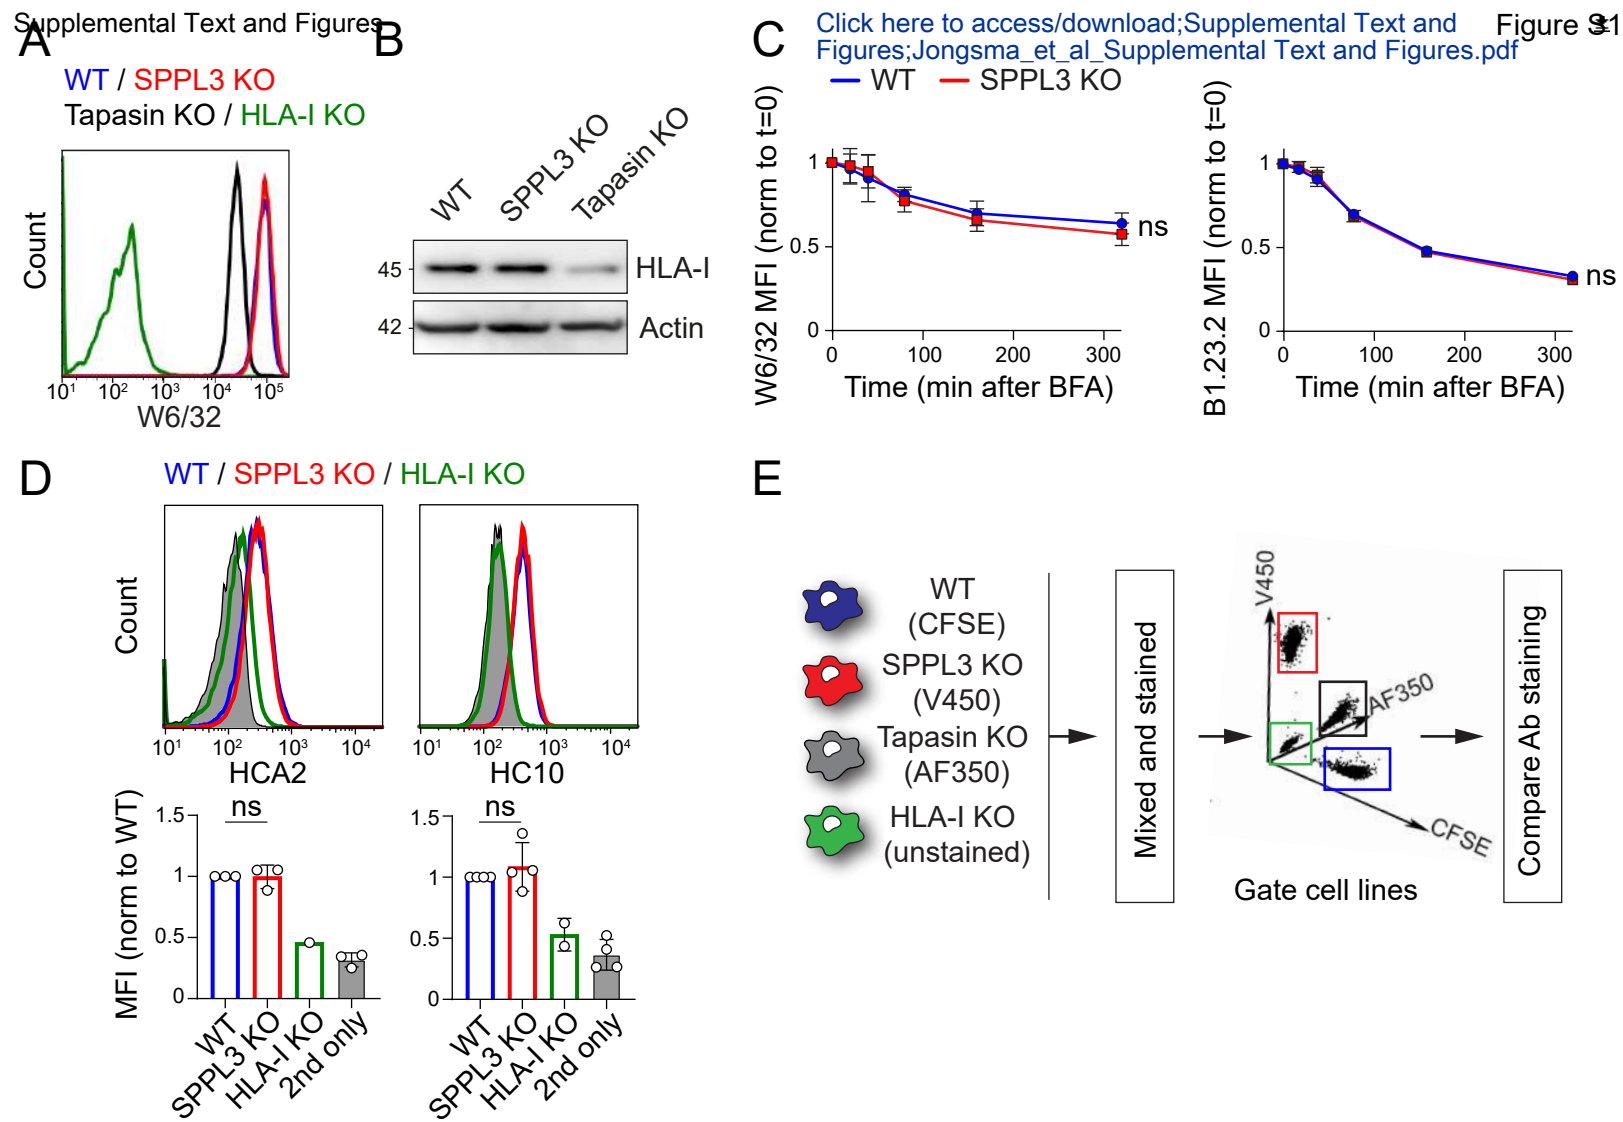 Supplemental Text and Figures
Click here to access/download;Supplemental Text and
Figures;Jongsma_et_al_Supplemental Text and Figures.pdf
Figure S1
A
WT / SPPL3 KO
Tapasin KO / HLA-I KO
Count
10¹ 10² 10³ 10⁴ 10⁵
W6/32
B
WT
SPPL3 KO
Tapasin KO
45
HLA-I
42
Actin
C
WT SPPL3 KO
W6/32 MFI (norm to t=0)
1
0.5
0
ns
0 100 200 300
Time (min after BFA)
B1.23.2 MFI (norm to t=0)
1
0.5
0
ns
0 100 200 300
Time (min after BFA)
D
WT / SPPL3 KO / HLA-I KO
Count
10¹ 10² 10³ 10⁴
HCA2
10¹ 10² 10³ 10⁴
HC10
MFI (norm to WT)
1.5
1
0.5
0
ns
WT
SPPL3 KO
HLA-I KO
2nd only
1.5
1
0.5
0
ns
WT
SPPL3 KO
HLA-I KO
2nd only
E
WT
(CFSE)
SPPL3 KO
(V450)
Tapasin KO
(AF350)
HLA-I KO
(unstained)
Mixed and stained
V450
AF350
CFSE
Gate cell lines
Compare Ab staining